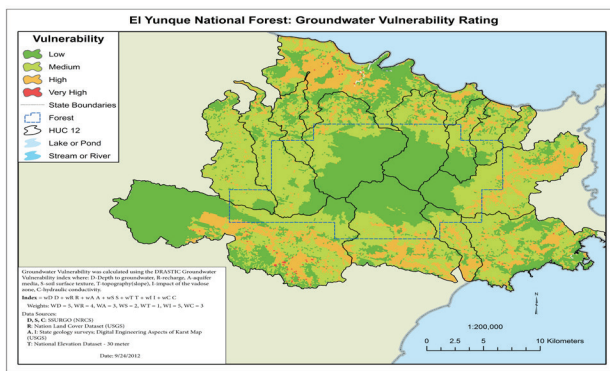 El Yunque National Forest: Groundwater Vulnerability Rating
Vulnerability
Low
Medium
High
Very High
State Boundaries
Forest
HUC 12
Lake or Pond
Stream or River
Groundwater Vulnerability was calculated using the DRASTIC Groundwater
Vulnerability index where: D-Depth to groundwater, R-recharge, A-aquifer
media, S-soil surface texture, T-topography(slope), I-impact of the vadose
zone, C-hydraulic conductivity.
Index = wD D + wR R + wA A + wS S + wT T + wI I + wC C
Weights: WD = 5, WR = 4, WA = 3, WS = 2, WT = 1, WI = 5, WC = 3
Data Sources:
D, S, C: SSURGO (NRCS)
R: Nation Land Cover Dataset (USGS)
A, I: State geology surveys; Digital Engineering Aspects of Karst Map
(USGS)
T: National Elevation Dataset - 30 meter
Date: 9/24/2012
1:200,000
0 2.5 5 10 Kilometers